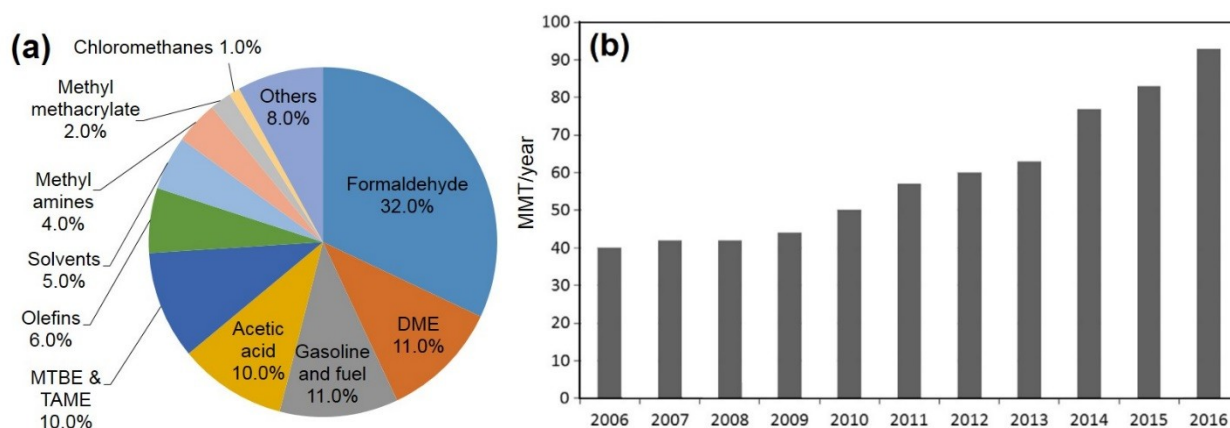 (a)
Chloromethanes 1.0%
Methyl
methacrylate
2.0%
Methyl
amines
4.0%
Solvents
5.0%
Olefins
6.0%
MTBE &
TAME
10.0%
Others
8.0%
Formaldehyde
32.0%
DME
11.0%
Gasoline
and fuel
11.0%
Acetic
acid
10.0%
(b)
MMT/year
100
90
80
70
60
50
40
30
20
10
0
2006 2007 2008 2009 2010 2011 2012 2013 2014 2015 2016